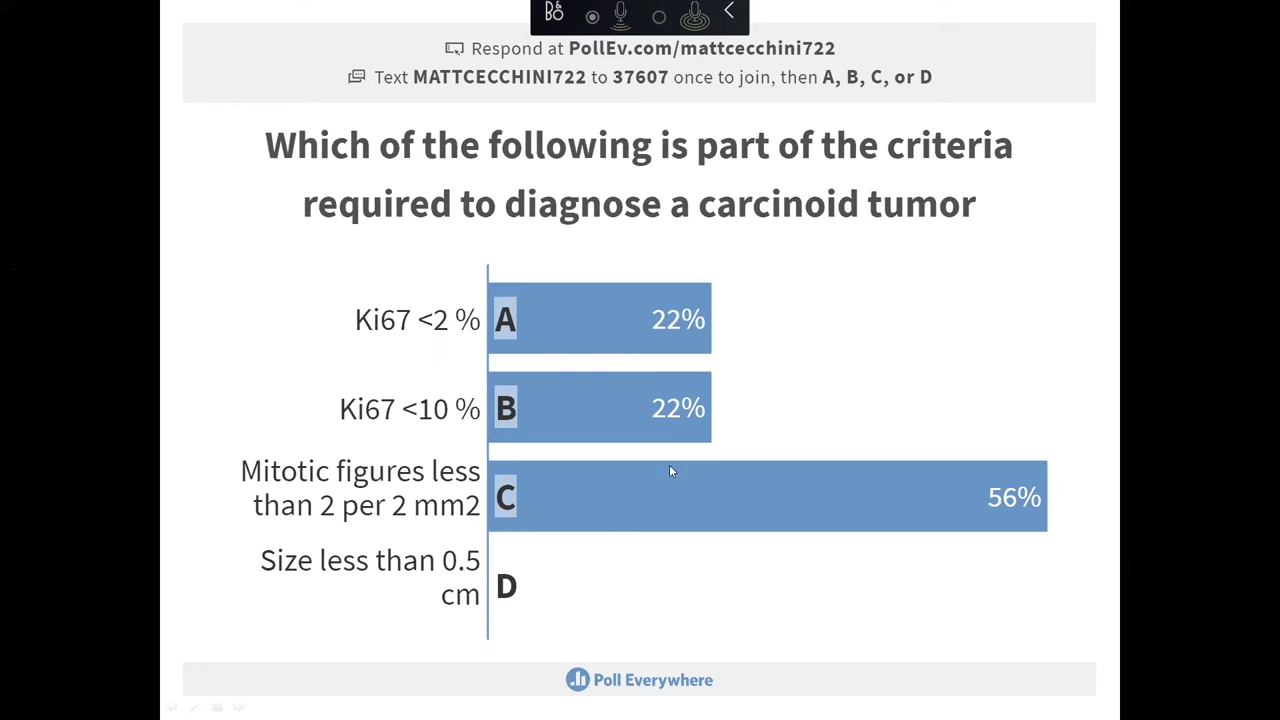 B&O
Respond at PollEv.com/mattcecchini722
Text MATTCECCHINI722 to 37607 once to join, then A, B, C, or D
Which of the following is part of the criteria
required to diagnose a carcinoid tumor
Ki67 <2 % A 22%
Ki67 <10 % B 22%
Mitotic figures less
than 2 per 2 mm2 C 56%
Size less than 0.5
cm D
Poll Everywhere